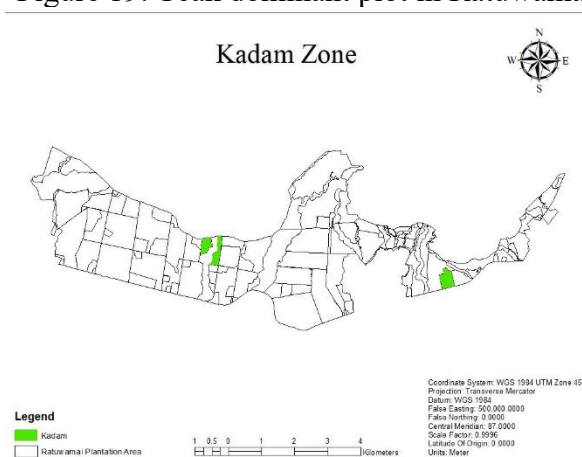 Figure 19: Teak dominant plot in Ratuwamai
Kadam Zone
N
W E
S
Coordinate System: WGS 1984 UTM Zone 45
Projection: Transverse Mercator
Datum: WGS 1984
False Easting: 500,000.0000
False Northing: 0.0000
Central Meridian: 87.0000
Scale Factor: 0.9996
Latitude Of Origin: 0.0000
Units: Meter
Legend
Kadam
Ratuwamai Plantation Area
1 0.5 0 1 2 3 4
Kilometers